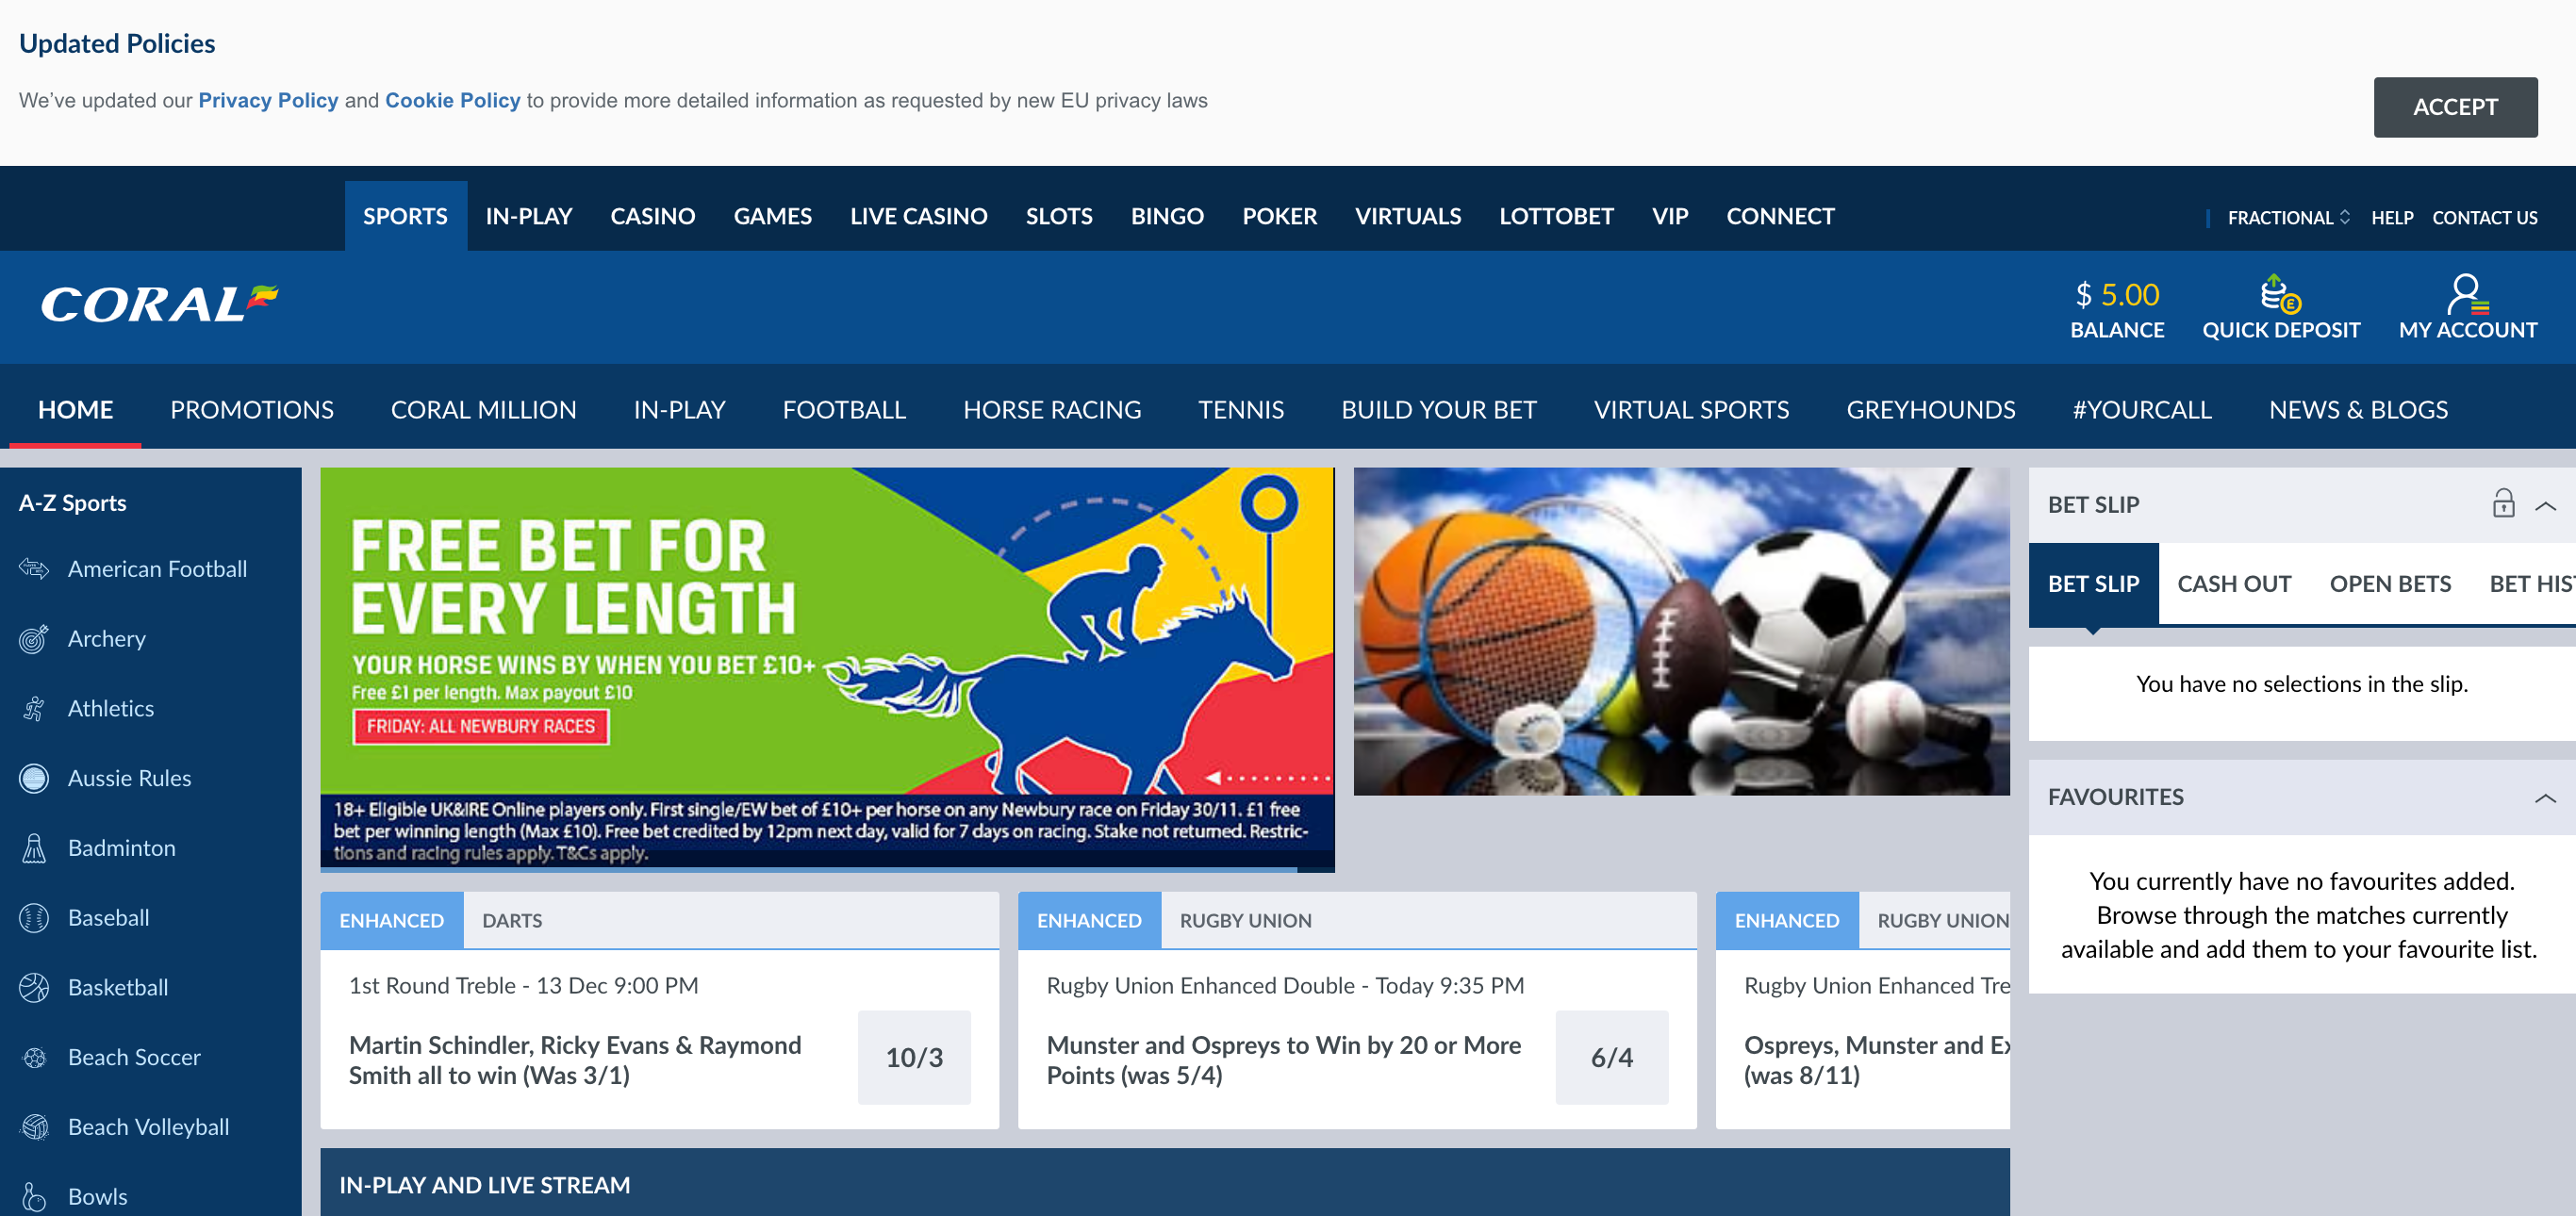 Updated Policies
We've updated our Privacy Policy and Cookie Policy to provide more detailed information as requested by new EU privacy laws
ACCEPT
SPORTS IN-PLAY CASINO GAMES LIVE CASINO SLOTS BINGO POKER VIRTUALS LOTTOBET VIP CONNECT
FRACTIONAL HELP CONTACT US
CORAL
$ 5.00
BALANCE
QUICK DEPOSIT
MY ACCOUNT
HOME PROMOTIONS CORAL MILLION IN-PLAY FOOTBALL HORSE RACING TENNIS BUILD YOUR BET VIRTUAL SPORTS GREYHOUNDS #YOURCALL NEWS & BLOGS
A-Z Sports
American Football
Archery
Athletics
Aussie Rules
Badminton
Baseball
Basketball
Beach Soccer
Beach Volleyball
Bowls
FREE BET FOR
EVERY LENGTH
YOUR HORSE WINS BY WHEN YOU BET £10+
Free £1 per length. Max payout £10
FRIDAY: ALL NEWBURY RACES
18+ Eligible UK&IRE Online players only. First single/EW bet of £10+ per horse on any Newbury race on Friday 30/11. £1 free
bet per winning length (Max £10). Free bet credited by 12pm next day, valid for 7 days on racing. Stake not returned. Restric-
tions and racing rules apply. T&Cs apply.
ENHANCED DARTS
1st Round Treble - 13 Dec 9:00 PM
Martin Schindler, Ricky Evans & Raymond
Smith all to win (Was 3/1)
10/3
ENHANCED RUGBY UNION
Rugby Union Enhanced Double - Today 9:35 PM
Munster and Ospreys to Win by 20 or More
Points (was 5/4)
6/4
ENHANCED RUGBY UNION
Rugby Union Enhanced Tre
Ospreys, Munster and Ex
(was 8/11)
IN-PLAY AND LIVE STREAM
BET SLIP
BET SLIP CASH OUT OPEN BETS BET HIS
You have no selections in the slip.
FAVOURITES
You currently have no favourites added.
Browse through the matches currently
available and add them to your favourite list.